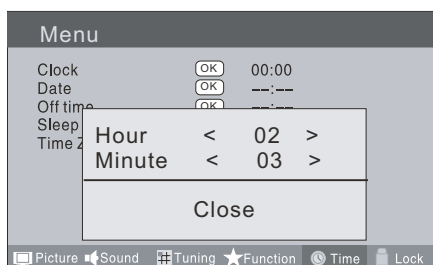 Menu
Clock OK 00:00
Date OK --:--
Off time OK --:--
Sleep
Time Z
Hour < 02 >
Minute < 03 >
Close
Picture Sound Tuning Function Time Lock